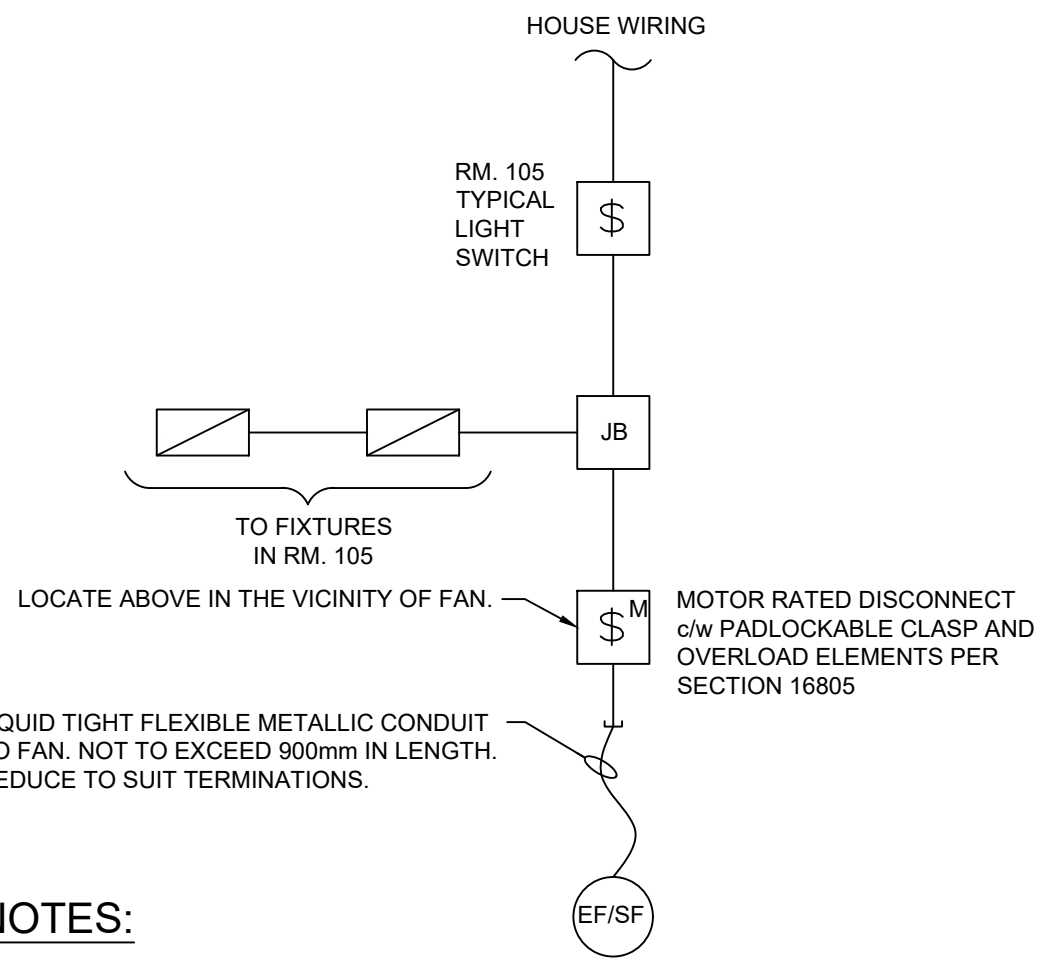 HOUSE WIRING
RM. 105
TYPICAL
LIGHT
SWITCH
$
JB
TO FIXTURES
IN RM. 105
LOCATE ABOVE IN THE VICINITY OF FAN.
$ M
MOTOR RATED DISCONNECT
c/w PADLOCKABLE CLASP AND
OVERLOAD ELEMENTS PER
SECTION 16805
QUID TIGHT FLEXIBLE METALLIC CONDUIT
O FAN. NOT TO EXCEED 900mm IN LENGTH.
EDUCE TO SUIT TERMINATIONS.
EF/SF
NOTES: